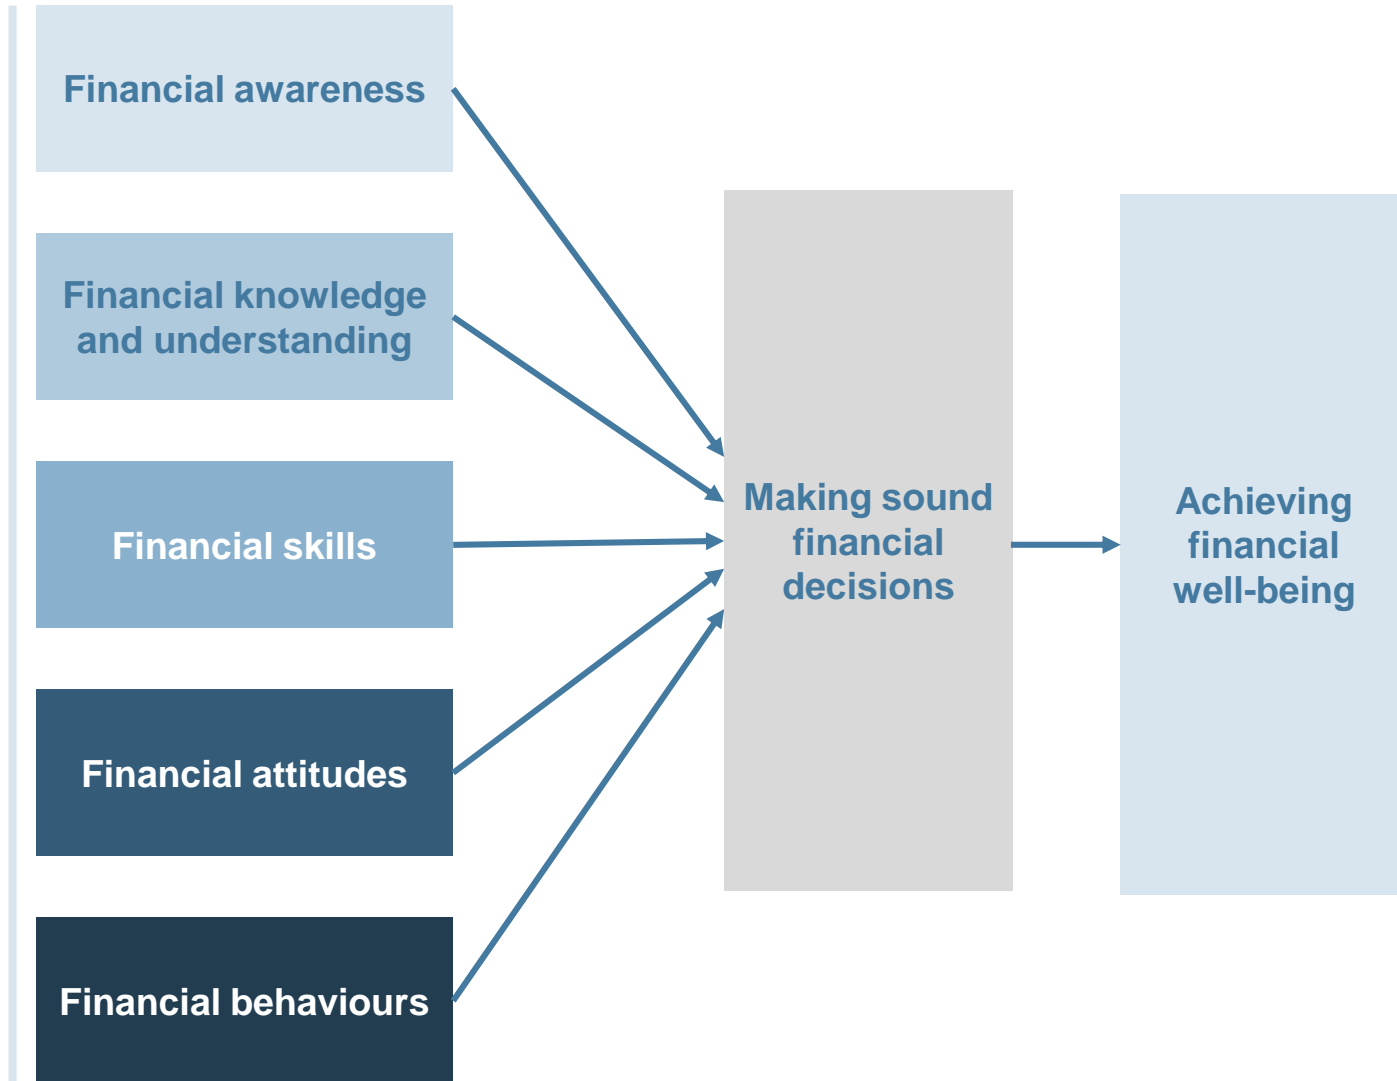 Financial awareness
Financial knowledge
and understanding
Financial skills
Financial attitudes
Financial behaviours
Making sound
financial
decisions
Achieving
financial
well-being